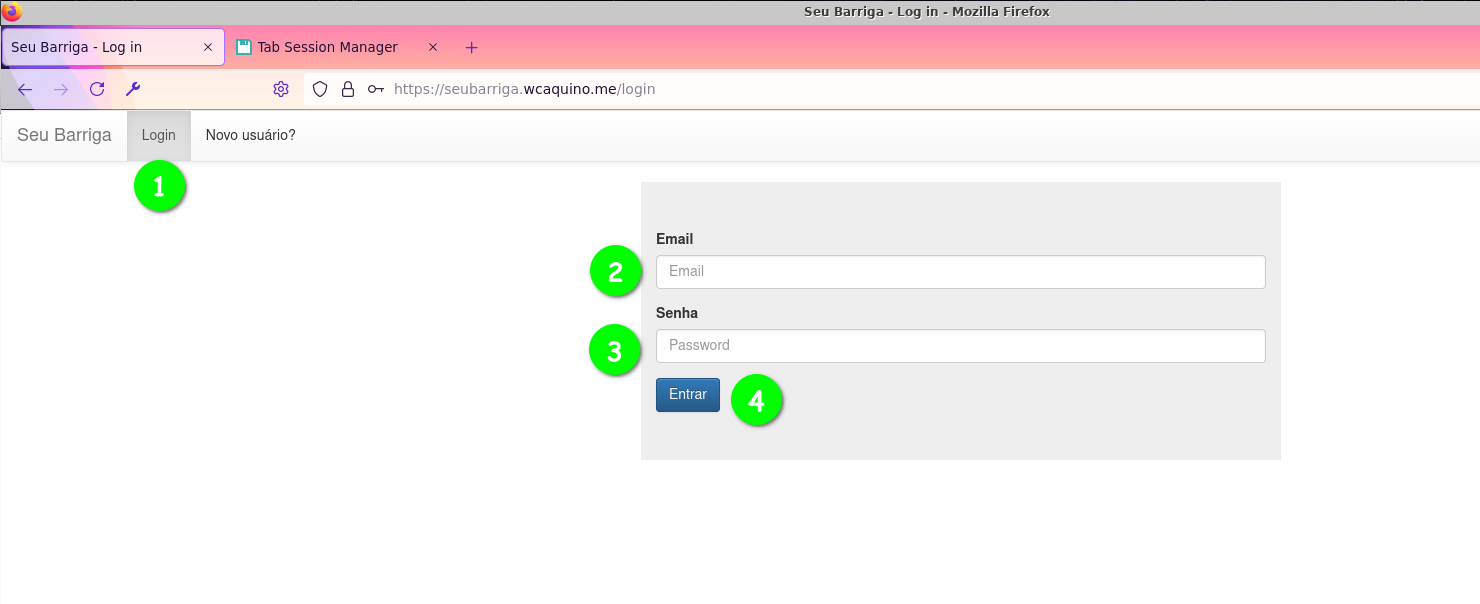 Seu Barriga - Log in - Mozilla Firefox
Seu Barriga - Log in
Tab Session Manager
https://seubarriga.wcaquino.me/login
Seu Barriga
Login
Novo usuário?
1
Email
2
Email
Senha
3
Password
Entrar
4